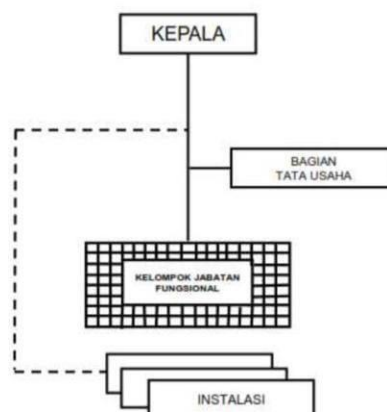 KEPALA
BAGIAN
TATA USAHA
KELOMPOK JABATAN
FUNGSIONAL
INSTALASI